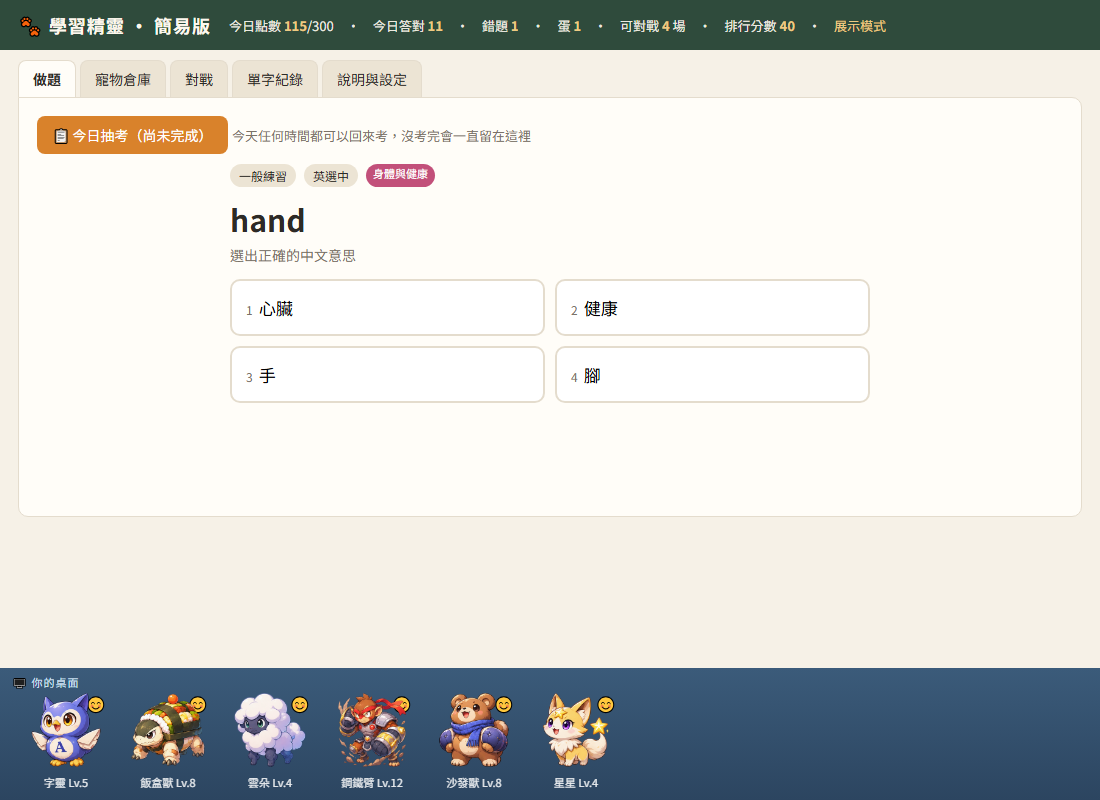 學習精靈 • 簡易版 今日點數 115/300 • 今日答對 11 • 錯題 1 • 蛋 1 • 可對戰 4 場 • 排行分數 40 • 展示模式
做題 寵物倉庫 對戰 單字紀錄 說明與設定
今日抽考（尚未完成） 今天任何時間都可以回來考，沒考完會一直留在這裡
一般練習 英選中 身體與健康
hand
選出正確的中文意思
1 心臟 2 健康
3 手 4 腳
你的桌面
A
字靈 Lv.5 飯盒獸 Lv.8 雲朵 Lv.4 鋼鐵臂 Lv.12 沙發獸 Lv.8 星星 Lv.4